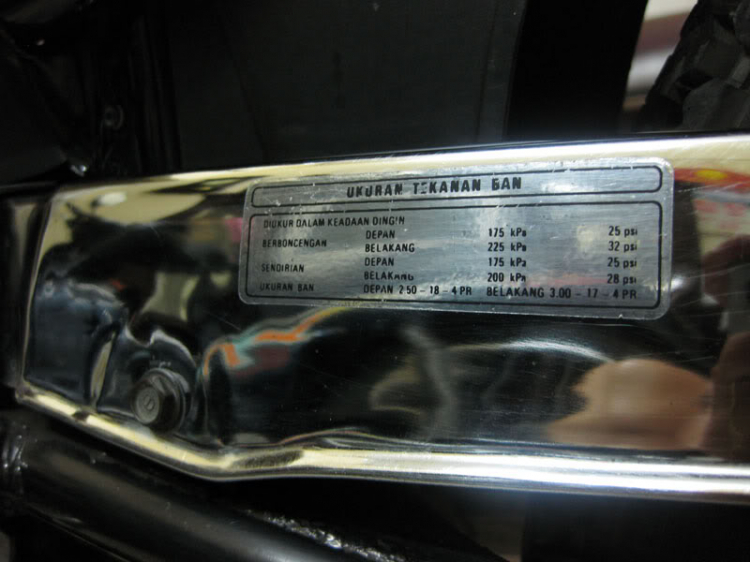 UKURAN TEKANAN BAN
DIUKUR DALAM KEADAAN DINGIN
BERBONCENGAN DEPAN 175 kPa 25 psi
BELAKANG 225 kPa 32 psi
SENDIRIAN DEPAN 175 kPa 25 psi
BELAKANG 200 kPa 28 psi
UKURAN BAN DEPAN 2.50 - 18 - 4 PR BELAKANG 3.00 - 17 - 4 PR